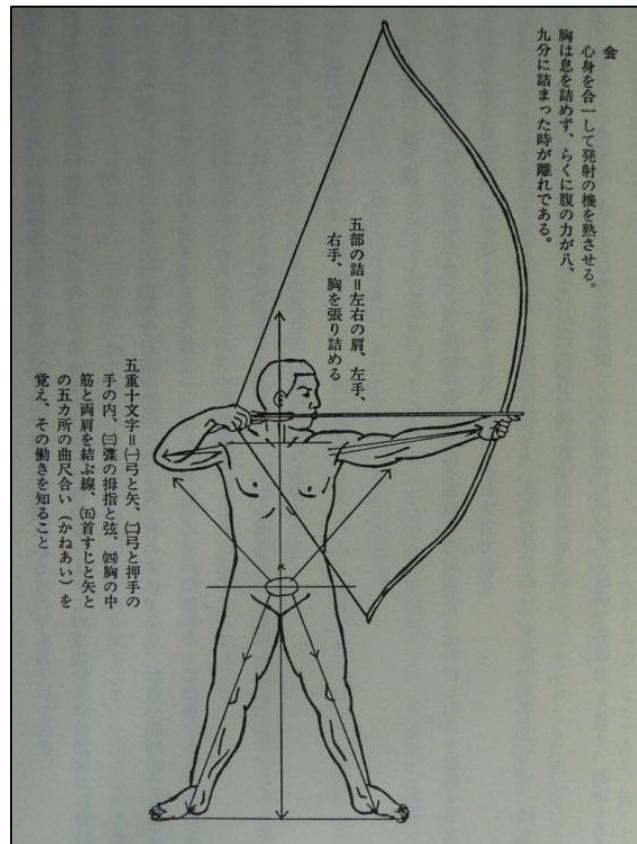 会
心身を合一して発射の機を熟させる。
胸は息を詰めず、らくに腹の力が八、
九分に詰まった時が離れである。
五部の詰＝左右の肩、左手、
右手、胸を張り詰める
五重十文字＝㈠弓と矢、㈡弓と押手の
手の内、㈢弽の拇指と弦、㈣胸の中
筋と両肩を結ぶ線、㈤首すじと矢と
の五カ所の曲尺合い（かねあい）を
覚え、その働きを知ること